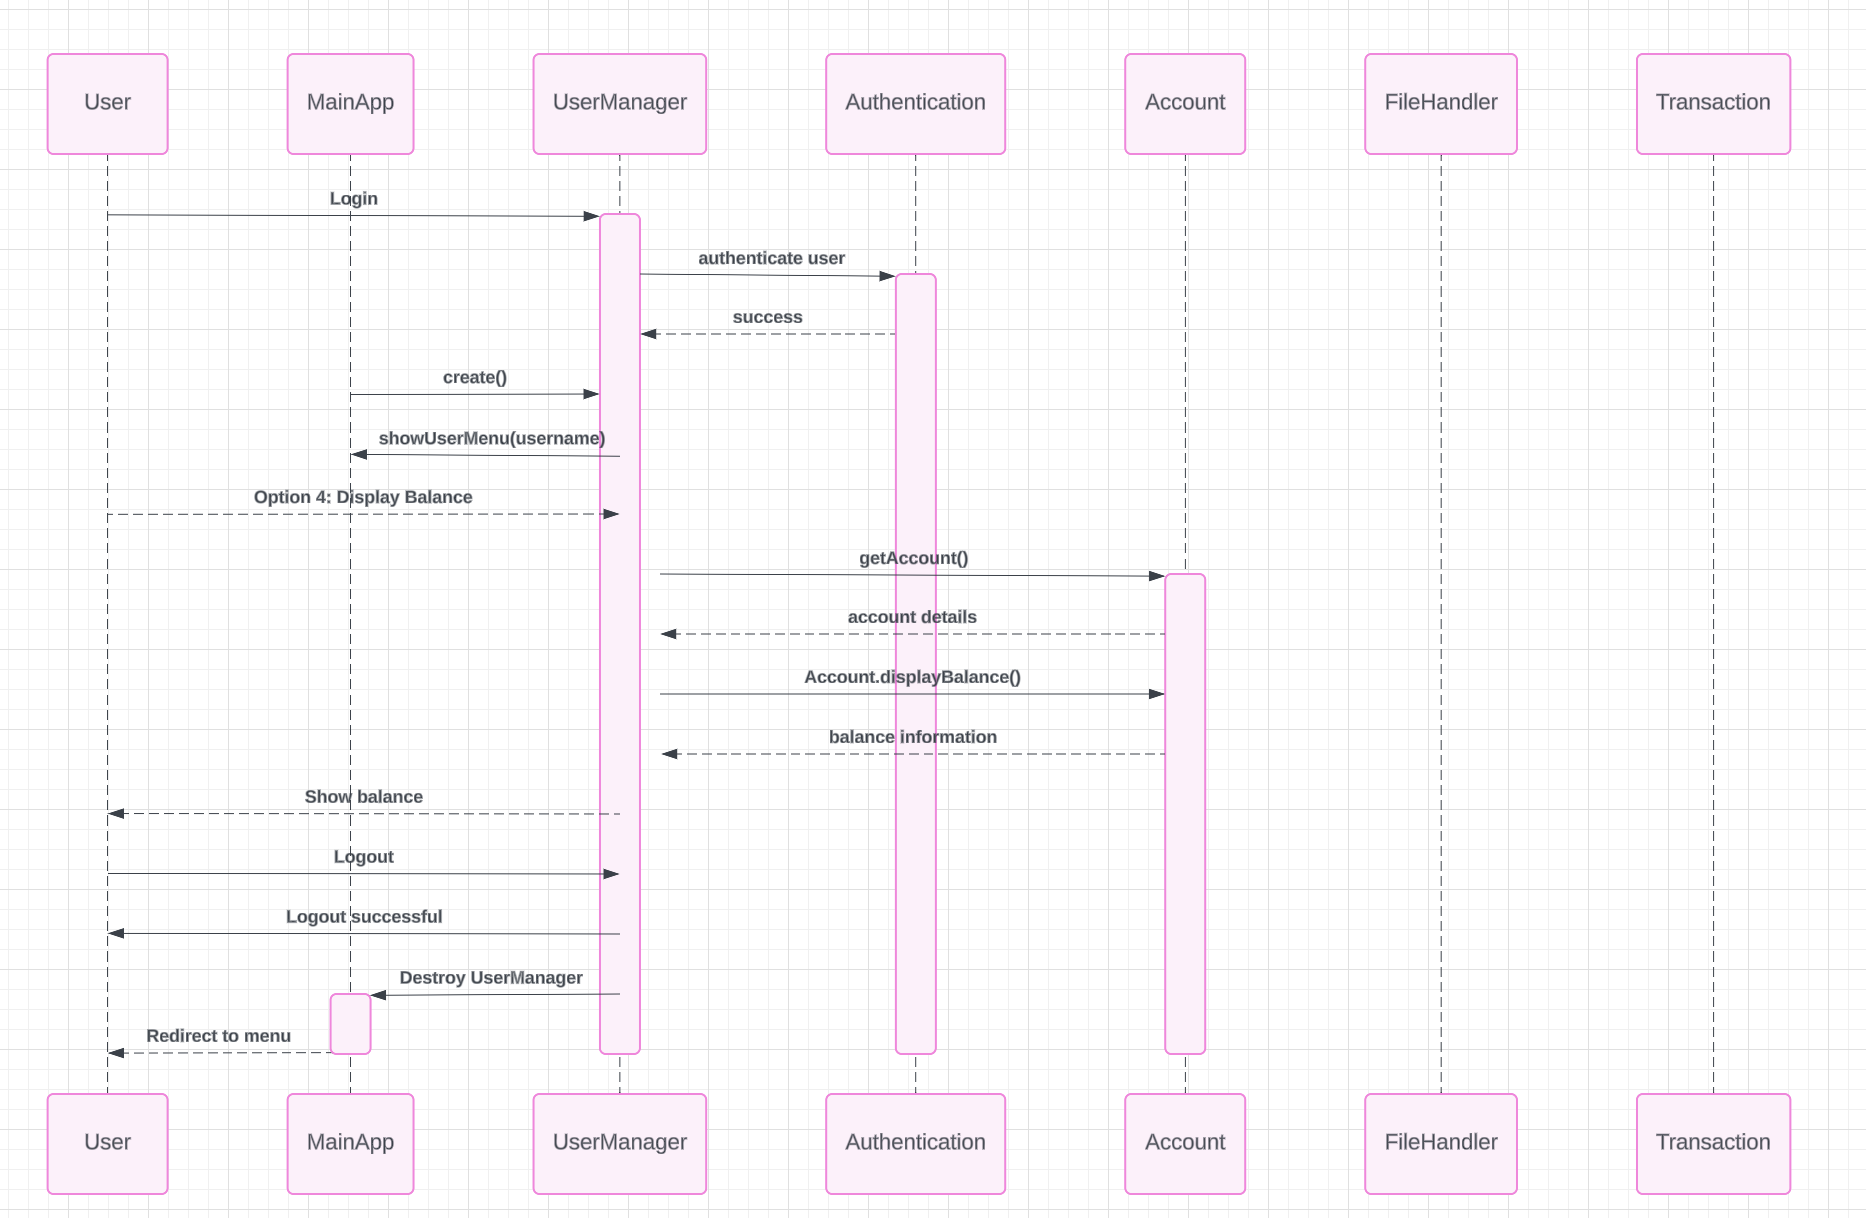 User
MainApp
UserManager
Authentication
Account
FileHandler
Transaction
Login
authenticate user
success
create()
showUserMenu(username)
Option 4: Display Balance
getAccount()
account details
Account.displayBalance()
balance information
Show balance
Logout
Logout successful
Destroy UserManager
Redirect to menu
User
MainApp
UserManager
Authentication
Account
FileHandler
Transaction